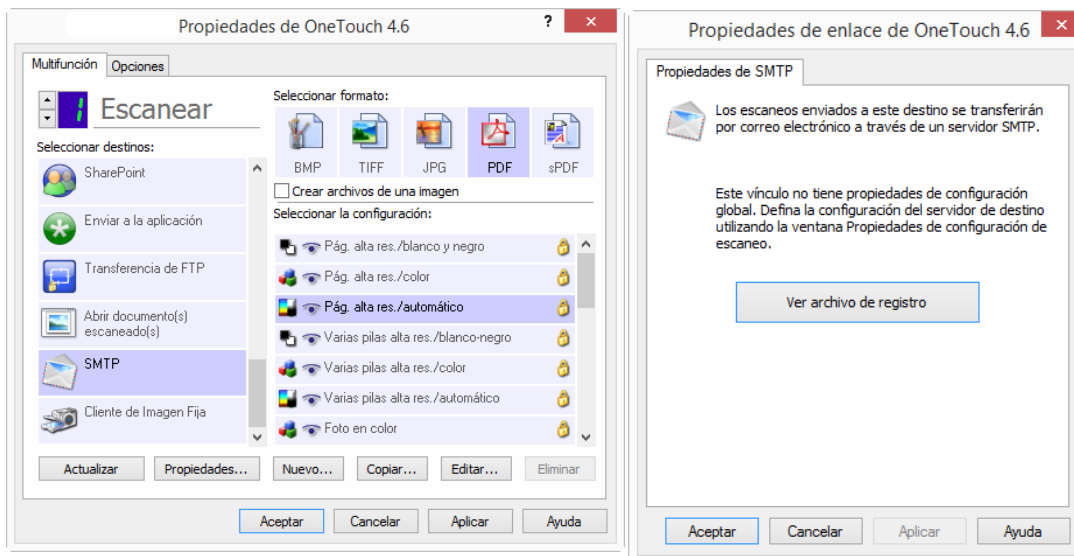 Propiedades de OneTouch 4.6
?
×
Multifunción
Opciones
1
Escanear
Seleccionar destinos:
SharePoint
Enviar a la aplicación
Transferencia de FTP
Abrir documento(s)
escaneado(s)
SMTP
Cliente de Imagen Fija
Seleccionar formato:
BMP
TIFF
JPG
PDF
sPDF
Crear archivos de una imagen
Seleccionar la configuración:
Pág. alta res./blanco y negro
Pág. alta res./color
Pág. alta res./automático
Varias pilas alta res./blanco-negro
Varias pilas alta res./color
Varias pilas alta res./automático
Foto en color
Actualizar
Propiedades...
Nuevo...
Copiar...
Editar...
Eliminar
Aceptar
Cancelar
Aplicar
Ayuda
Propiedades de enlace de OneTouch 4.6
×
Propiedades de SMTP
Los escaneos enviados a este destino se transferirán
por correo electrónico a través de un servidor SMTP.
Este vínculo no tiene propiedades de configuración
global. Defina la configuración del servidor de destino
utilizando la ventana Propiedades de configuración de
escaneo.
Ver archivo de registro
Aceptar
Cancelar
Aplicar
Ayuda